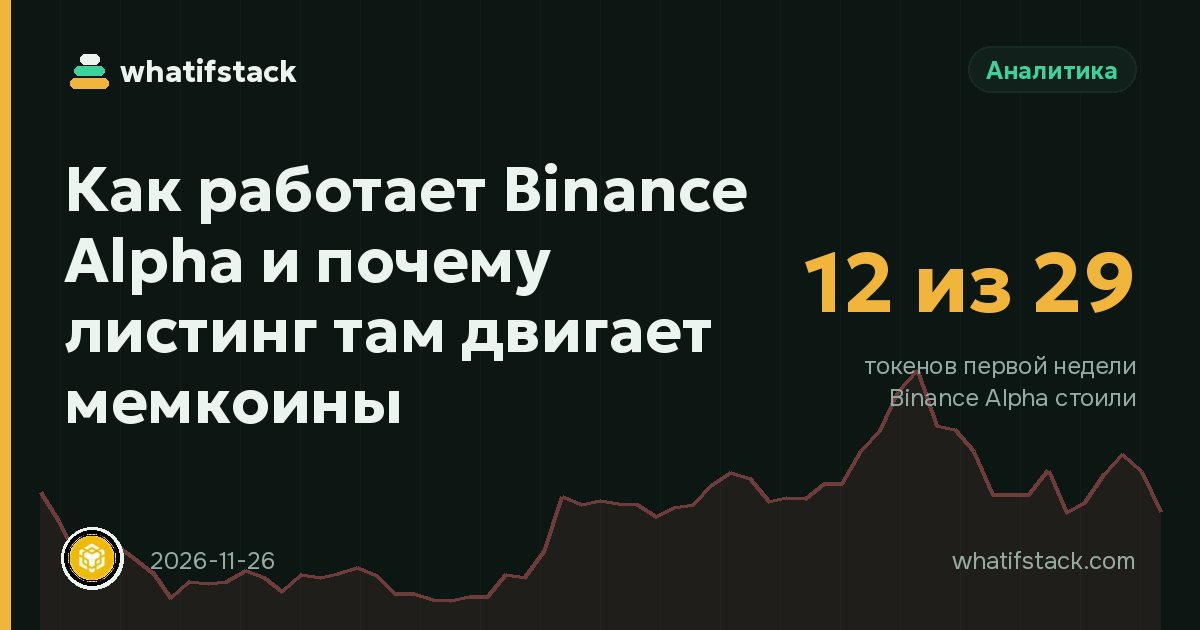 whatifstack
Аналитика
Как работает Binance
Alpha и почему
листинг там двигает
мемкоины
12 из 29
токенов первой недели
Binance Alpha стоили
2026-11-26
whatifstack.com